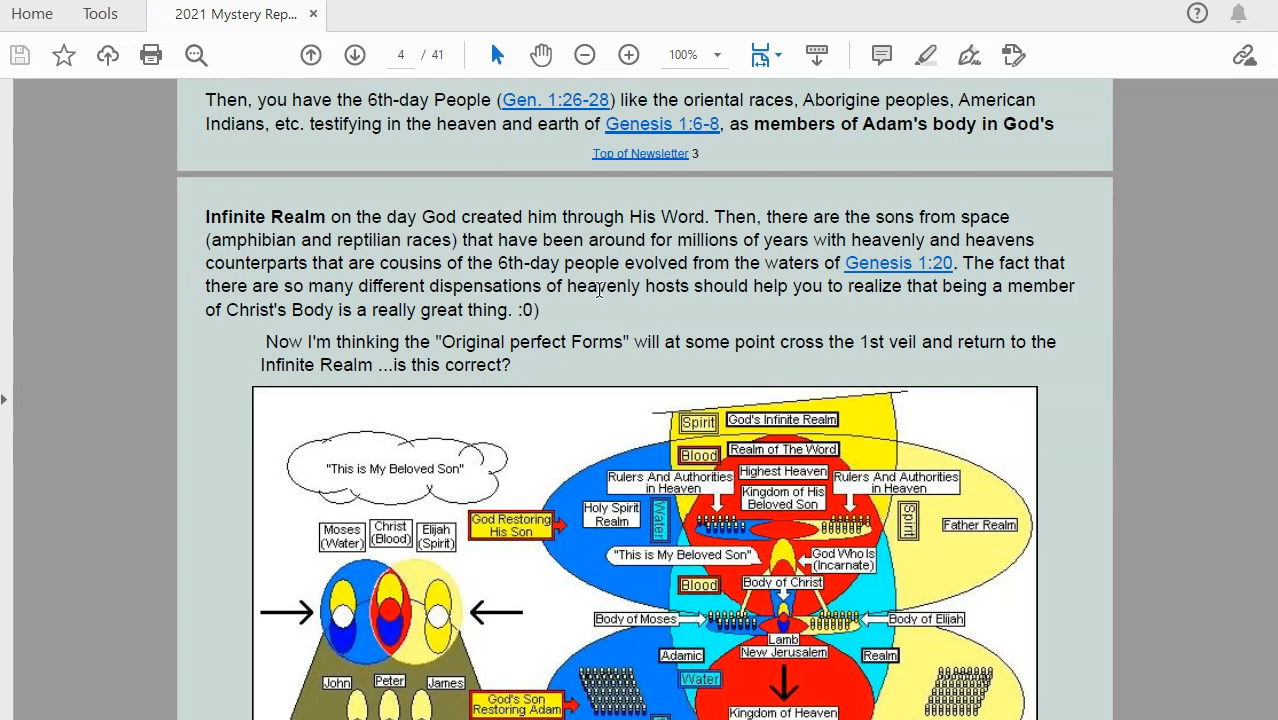 Home
Tools
2021 Mystery Rep...
4 / 41
100%
Then, you have the 6th-day People (Gen. 1:26-28) like the oriental races, Aborigine peoples, American
Indians, etc. testifying in the heaven and earth of Genesis 1:6-8, as members of Adam's body in God's
Top of Newsletter 3
Infinite Realm on the day God created him through His Word. Then, there are the sons from space
(amphibian and reptilian races) that have been around for millions of years with heavenly and heavens
counterparts that are cousins of the 6th-day people evolved from the waters of Genesis 1:20. The fact that
there are so many different dispensations of heavenly hosts should help you to realize that being a member
of Christ's Body is a really great thing. :0)
Now I'm thinking the "Original perfect Forms" will at some point cross the 1st veil and return to the
Infinite Realm ...is this correct?
Spirit
God's Infinite Realm
Blood
Realm of The Word
"This is My Beloved Son"
Highest Heaven
Rulers And Authorities
in Heaven
Kingdom of His
Beloved Son
Rulers And Authorities
in Heaven
Holy Spirit
Realm
Water
Spirit
Father Realm
God Restoring
His Son
Moses
(Water)
Christ
(Blood)
Elijah
(Spirit)
"This is My Beloved Son"
God Who Is
(Incarnate)
Blood
Body of Christ
Body of Moses
Body of Elijah
Lamb
New Jerusalem
Adamic
Realm
Water
John
Peter
James
God's Son
Restoring Adam
Kingdom of Heaven